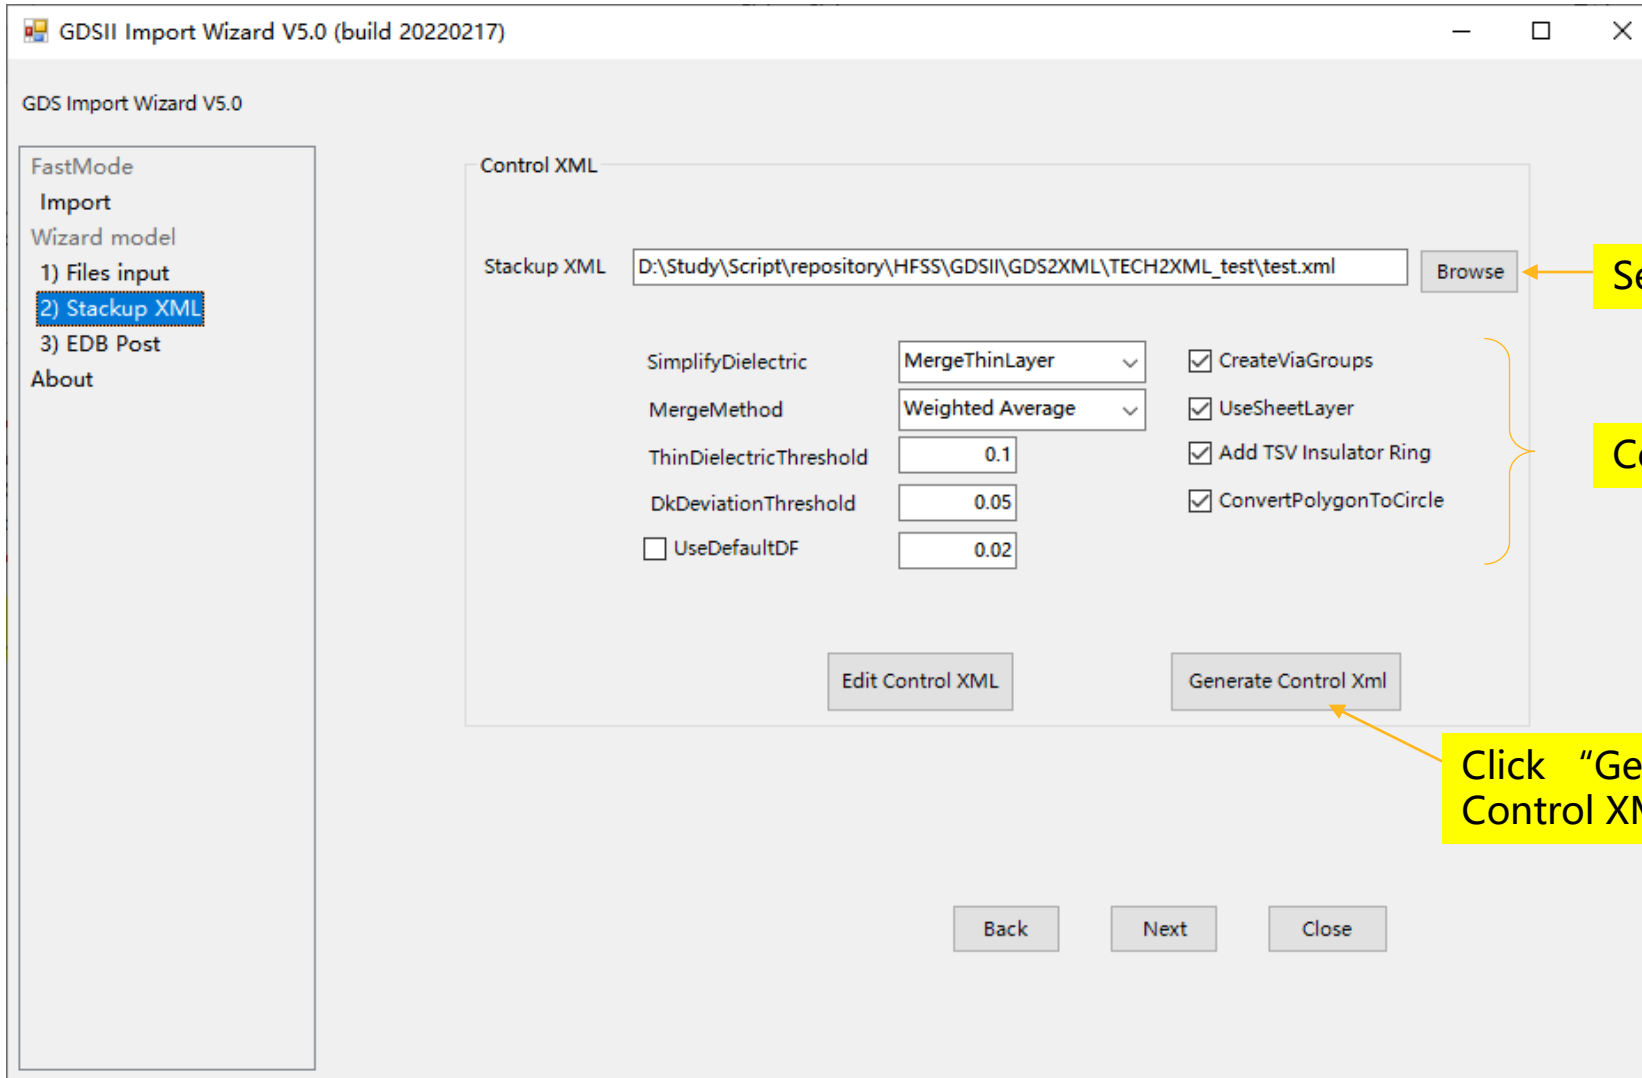 GDSII Import Wizard V5.0 (build 20220217)
GDS Import Wizard V5.0
FastMode
Import
Wizard model
1) Files input
2) Stackup XML
3) EDB Post
About
Control XML
Stackup XML D:\Study\Script\repository\HFSS\GDSII\GDS2XML\TECH2XML_test\test.xml Browse
SimplifyDielectric MergeThinLayer CreateViaGroups
MergeMethod Weighted Average UseSheetLayer
ThinDielectricThreshold 0.1 Add TSV Insulator Ring
DkDeviationThreshold 0.05 ConvertPolygonToCircle
UseDefaultDF 0.02
Edit Control XML Generate Control Xml
Click “Ge
Control
Back Next Close